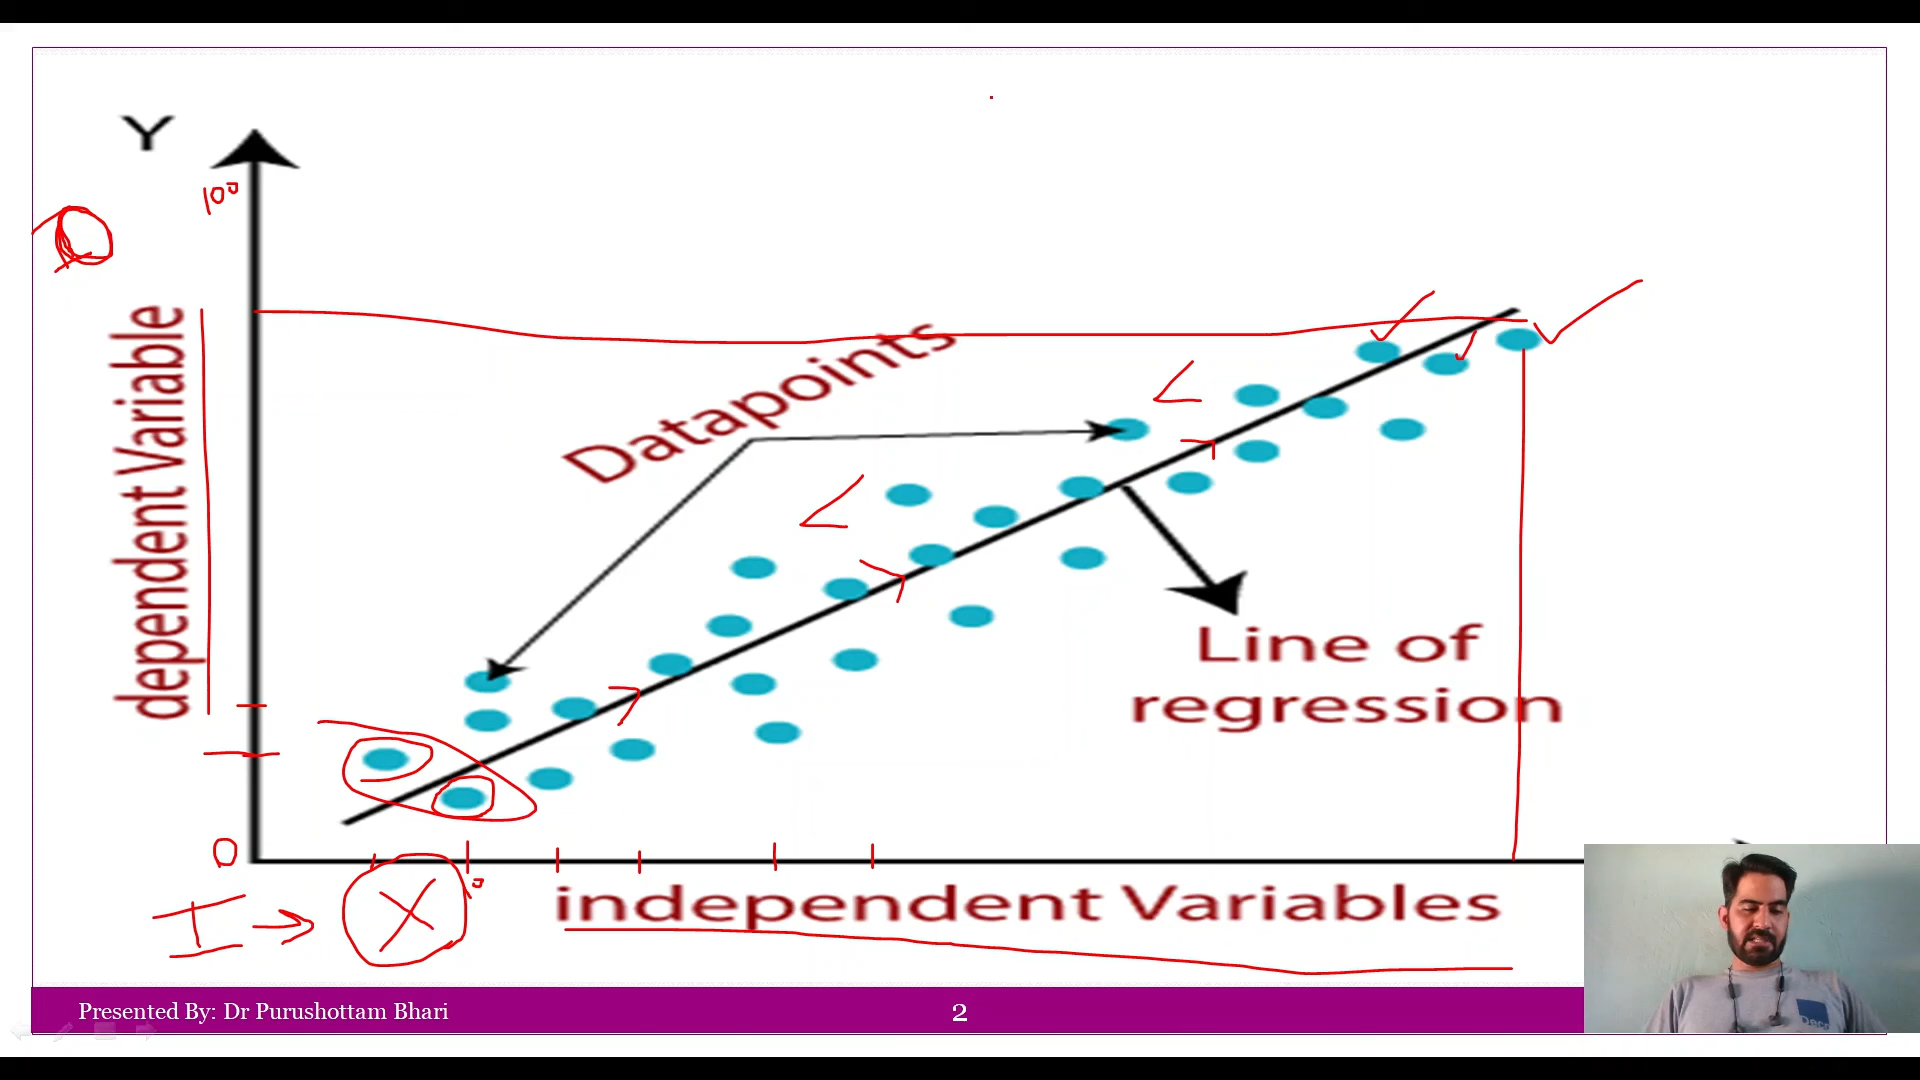 Y
100
dependent Variable
Datapoints
Line of
regression
0
I → X
independent Variables
Presented By: Dr Purushottam Bhari
2